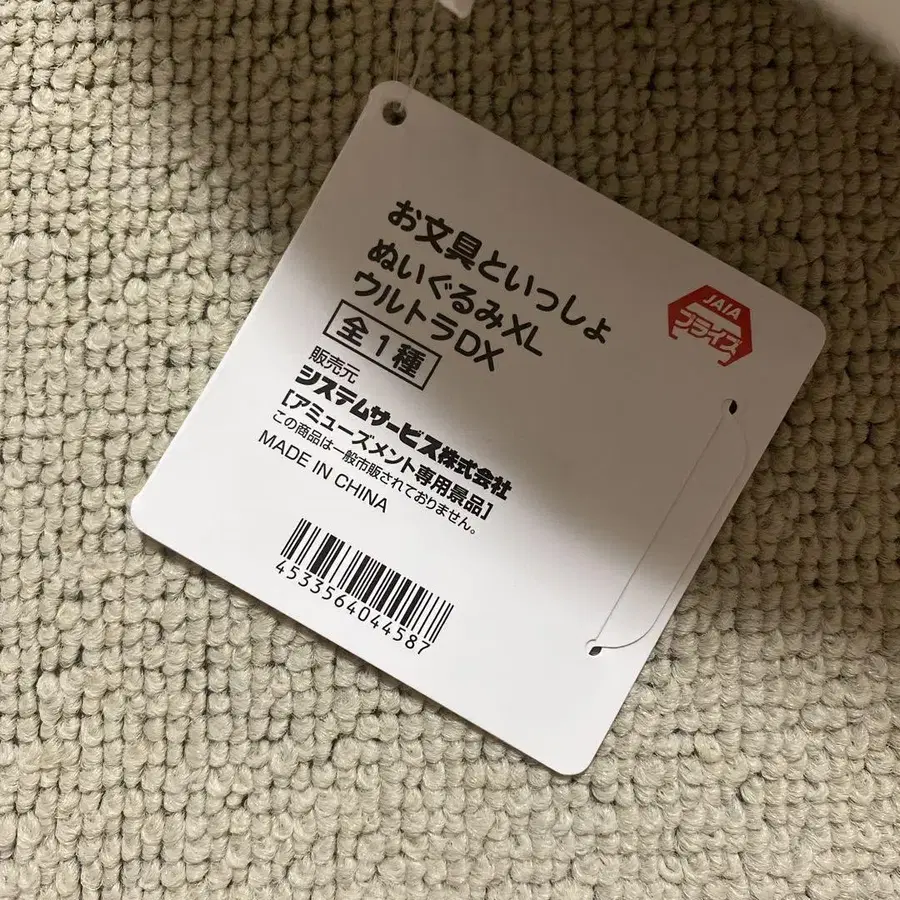 お文具といっしょ
ぬいぐるみXL
ウルトラDX
全1種
販売元
システムサービス株式会社
[アミューズメント専用景品]
この商品は一般市販されておりません。
MADE IN CHINA
4533564044587
JAIA
プライズ